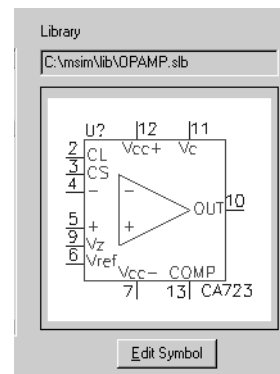 Library
C:\msim\lib\OPAMP.slb
U? 12 11
Vcc+ Vc
2 CL
3 CS
4 - -
OUT 10
5 + +
9 Vz
6 Vref
Vcc- COMP
7 13 CA723
Edit Symbol